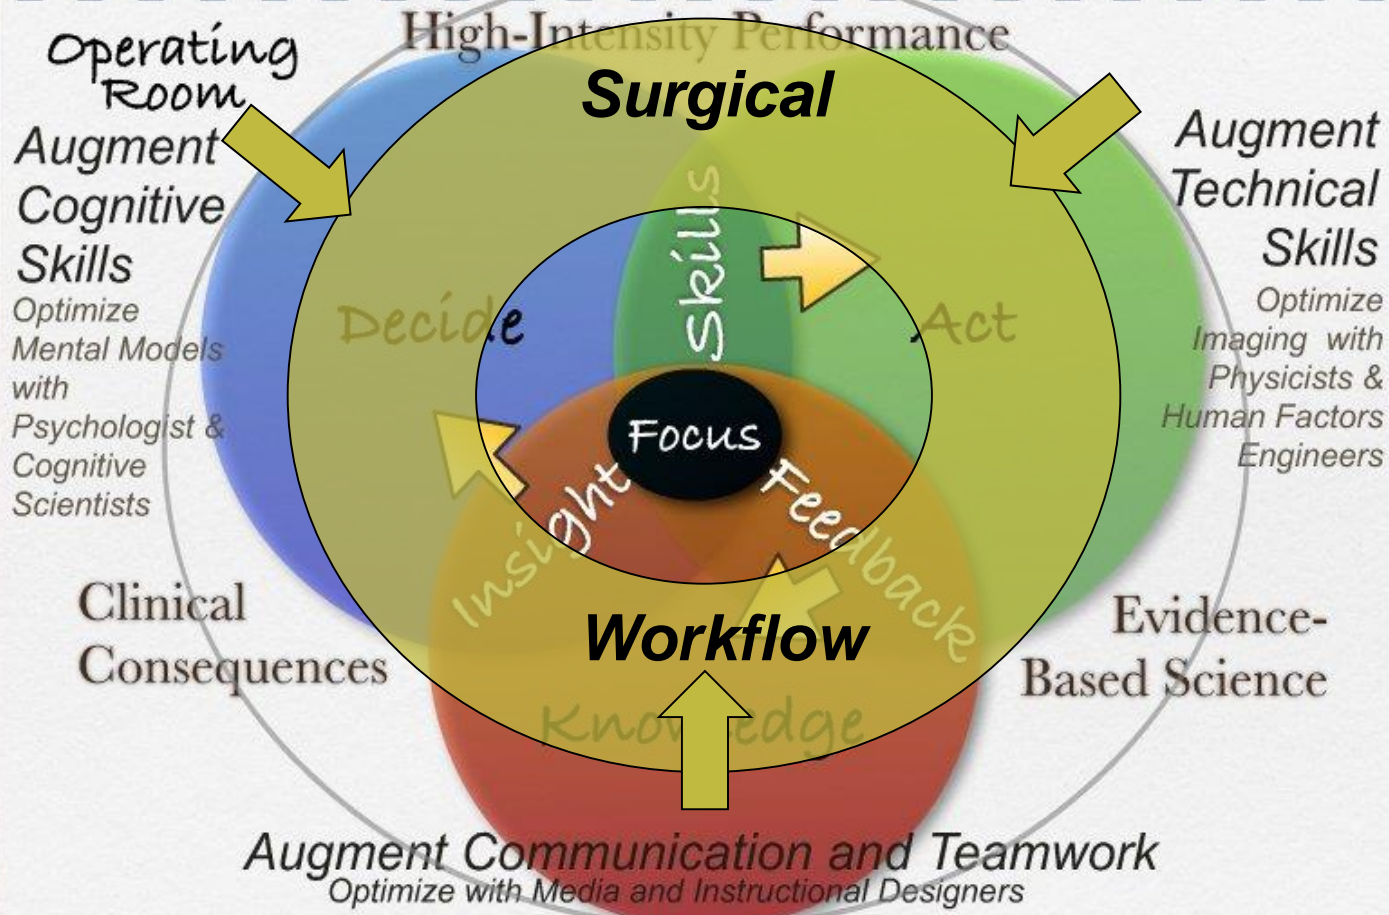 High-Intensity Performance
Operating
Room
Surgical
Augment
Cognitive
Skills
Optimize
Mental Models
with
Psychologist &
Cognitive
Scientists
Augment
Technical
Skills
Optimize
Imaging with
Physicists &
Human Factors
Engineers
Skills
Decide
Act
Focus
Insight
Feedback
Clinical
Consequences
Evidence-
Based Science
Workflow
Knowledge
Augment Communication and Teamwork
Optimize with Media and Instructional Designers